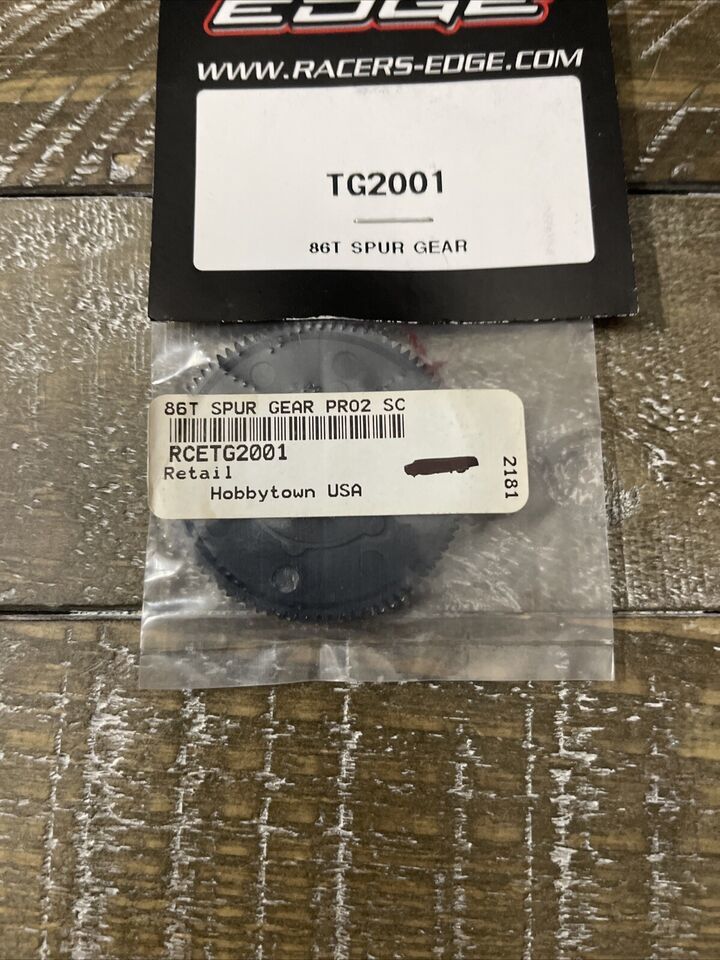 EDGE
WWW.RACERS-EDGE.COM
TG2001
86T SPUR GEAR
86T SPUR GEAR PRO2 SC
RCETG2001
Retail
Hobbytown USA
2181